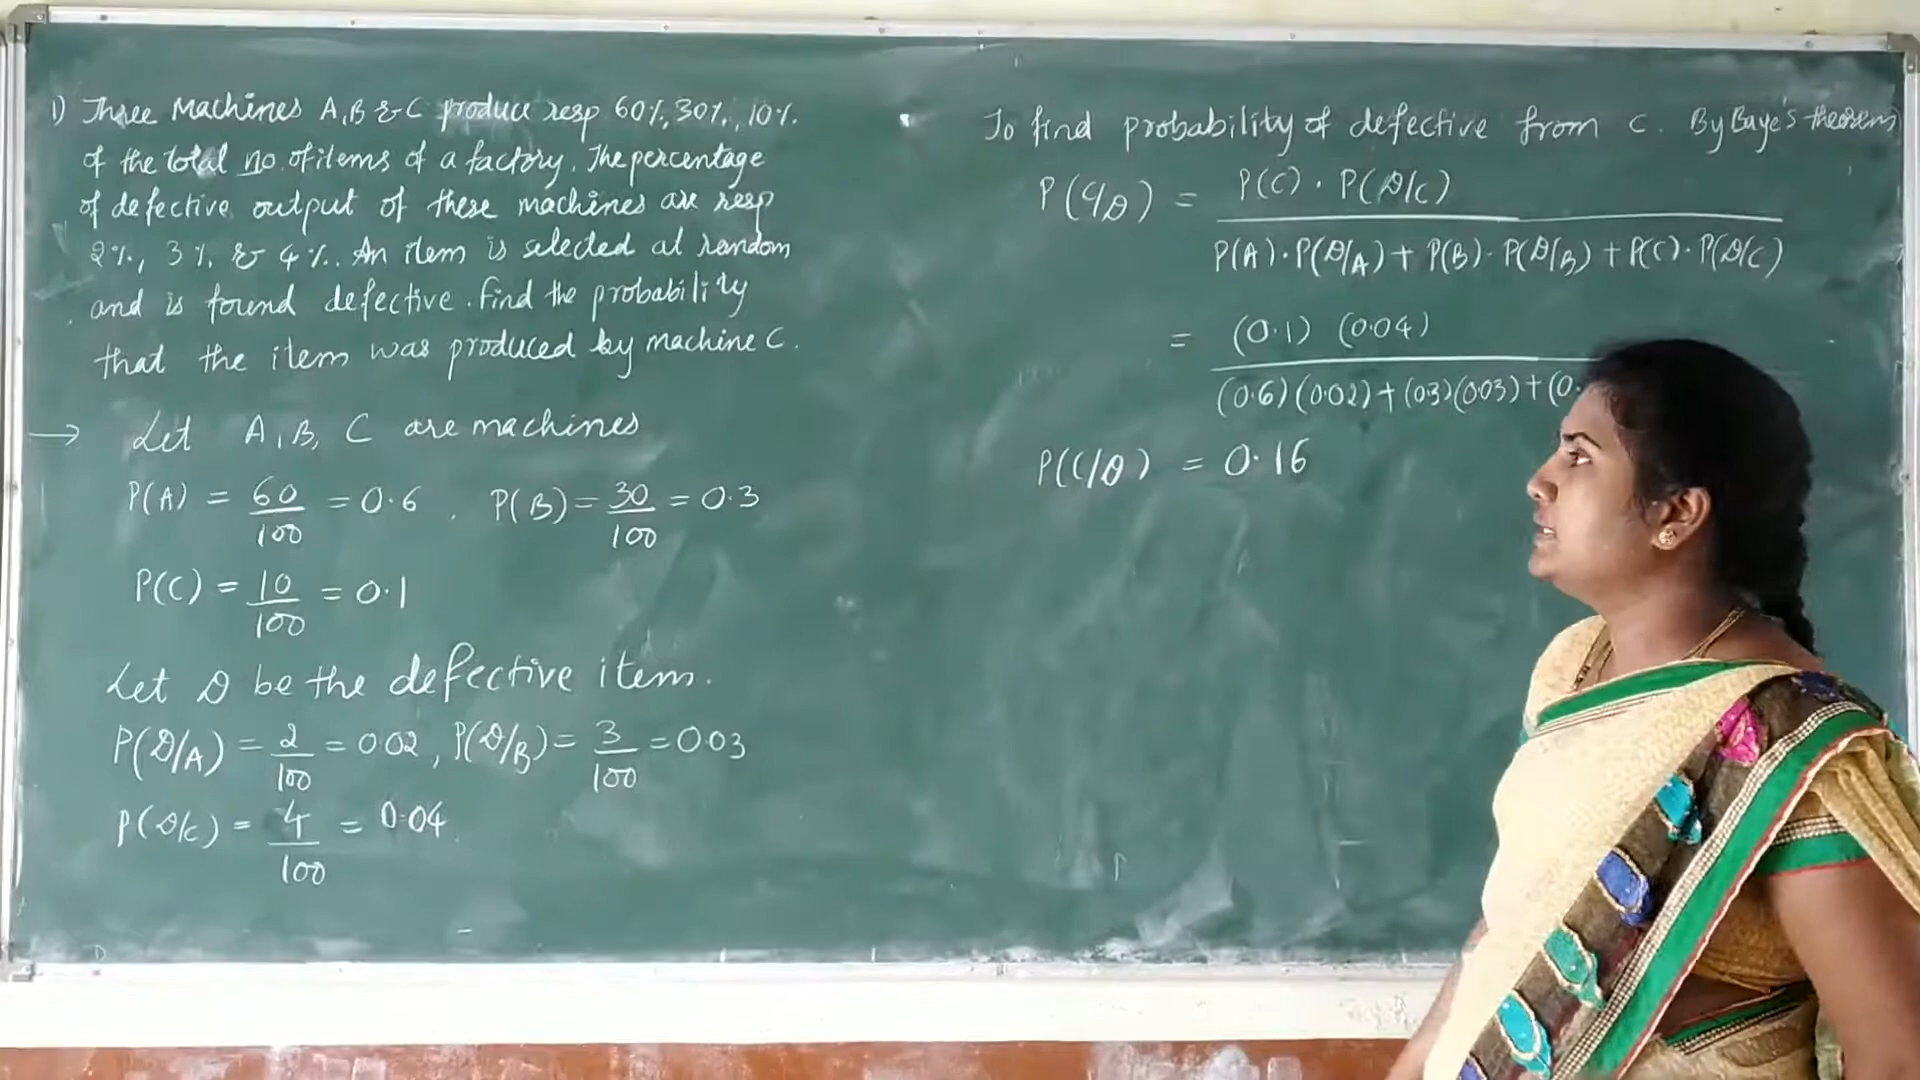 1) Three Machines A, B & C produce resp 60%, 30%, 10%.
of the total no. of items of a factory. The percentage
of defective output of these machines are resp
2%, 3% & 4%. An item is selected at random
and is found defective. Find the probability
that the item was produced by machine C.
→ Let A, B, C are machines
P(A) = 60/100 = 0.6 . P(B) = 30/100 = 0.3
P(C) = 10/100 = 0.1
Let D be the defective item.
P(D/A) = 2/100 = 0.02, P(D/B) = 3/100 = 0.03
P(D/C) = 4/100 = 0.04
To find probability of defective from C. By Baye's theorem
P(C/D) = P(C) . P(D/C)
P(A).P(D/A) + P(B).P(D/B) + P(C).P(D/C)
= (0.1) (0.04)
(0.6)(0.02) + (0.3)(0.03) + (0.
P(C/D) = 0.16